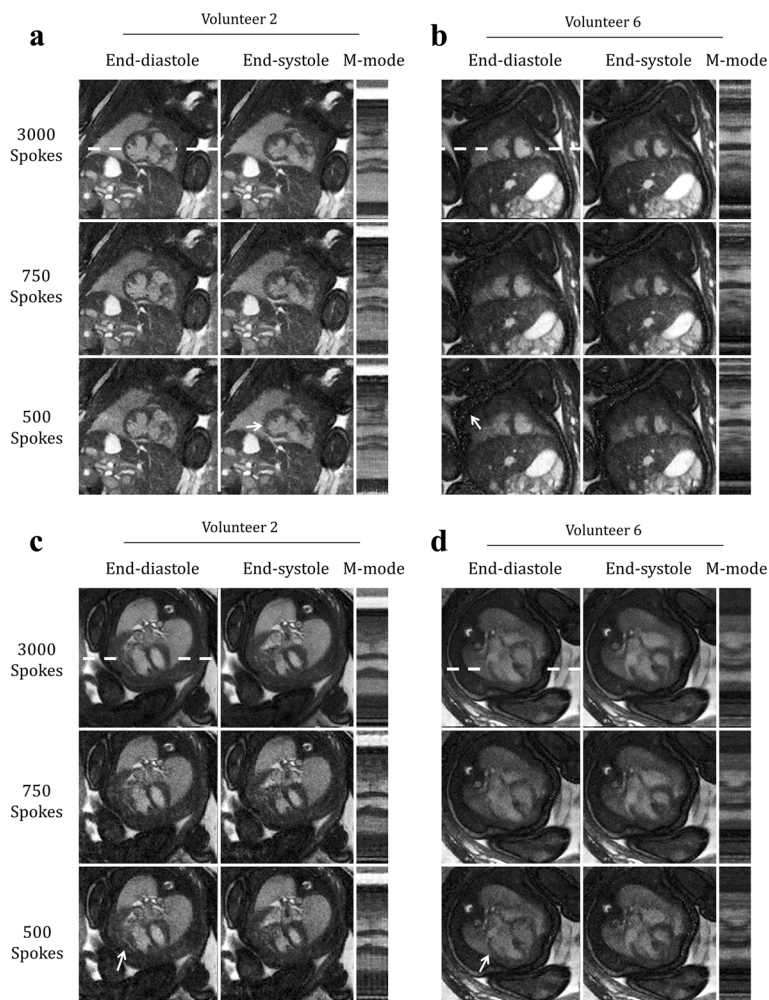 a
Volunteer 2
End-diastole End-systole M-mode
3000
Spokes
750
Spokes
500
Spokes
b
Volunteer 6
End-diastole End-systole M-mode
c
Volunteer 2
End-diastole End-systole M-mode
3000
Spokes
750
Spokes
500
Spokes
d
Volunteer 6
End-diastole End-systole M-mode